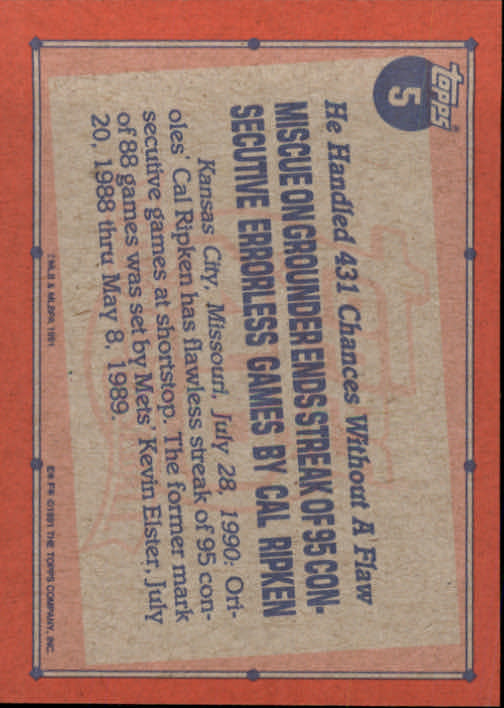 topps®
5
He Handled 431 Chances Without A Flaw
MISCUE ON GROUNDER ENDS STREAK OF 95 CON-
SECUTIVE ERRORLESS GAMES BY CAL RIPKEN
Kansas City, Missouri, July 28, 1990: Ori-
oles' Cal Ripken has flawless streak of 95 con-
secutive games at shortstop. The former mark
of 88 games was set by Mets' Kevin Elster, July
20, 1988 thru May 8, 1989.
® MLB & MLBPA 1991
©1991 THE TOPPS COMPANY, INC.